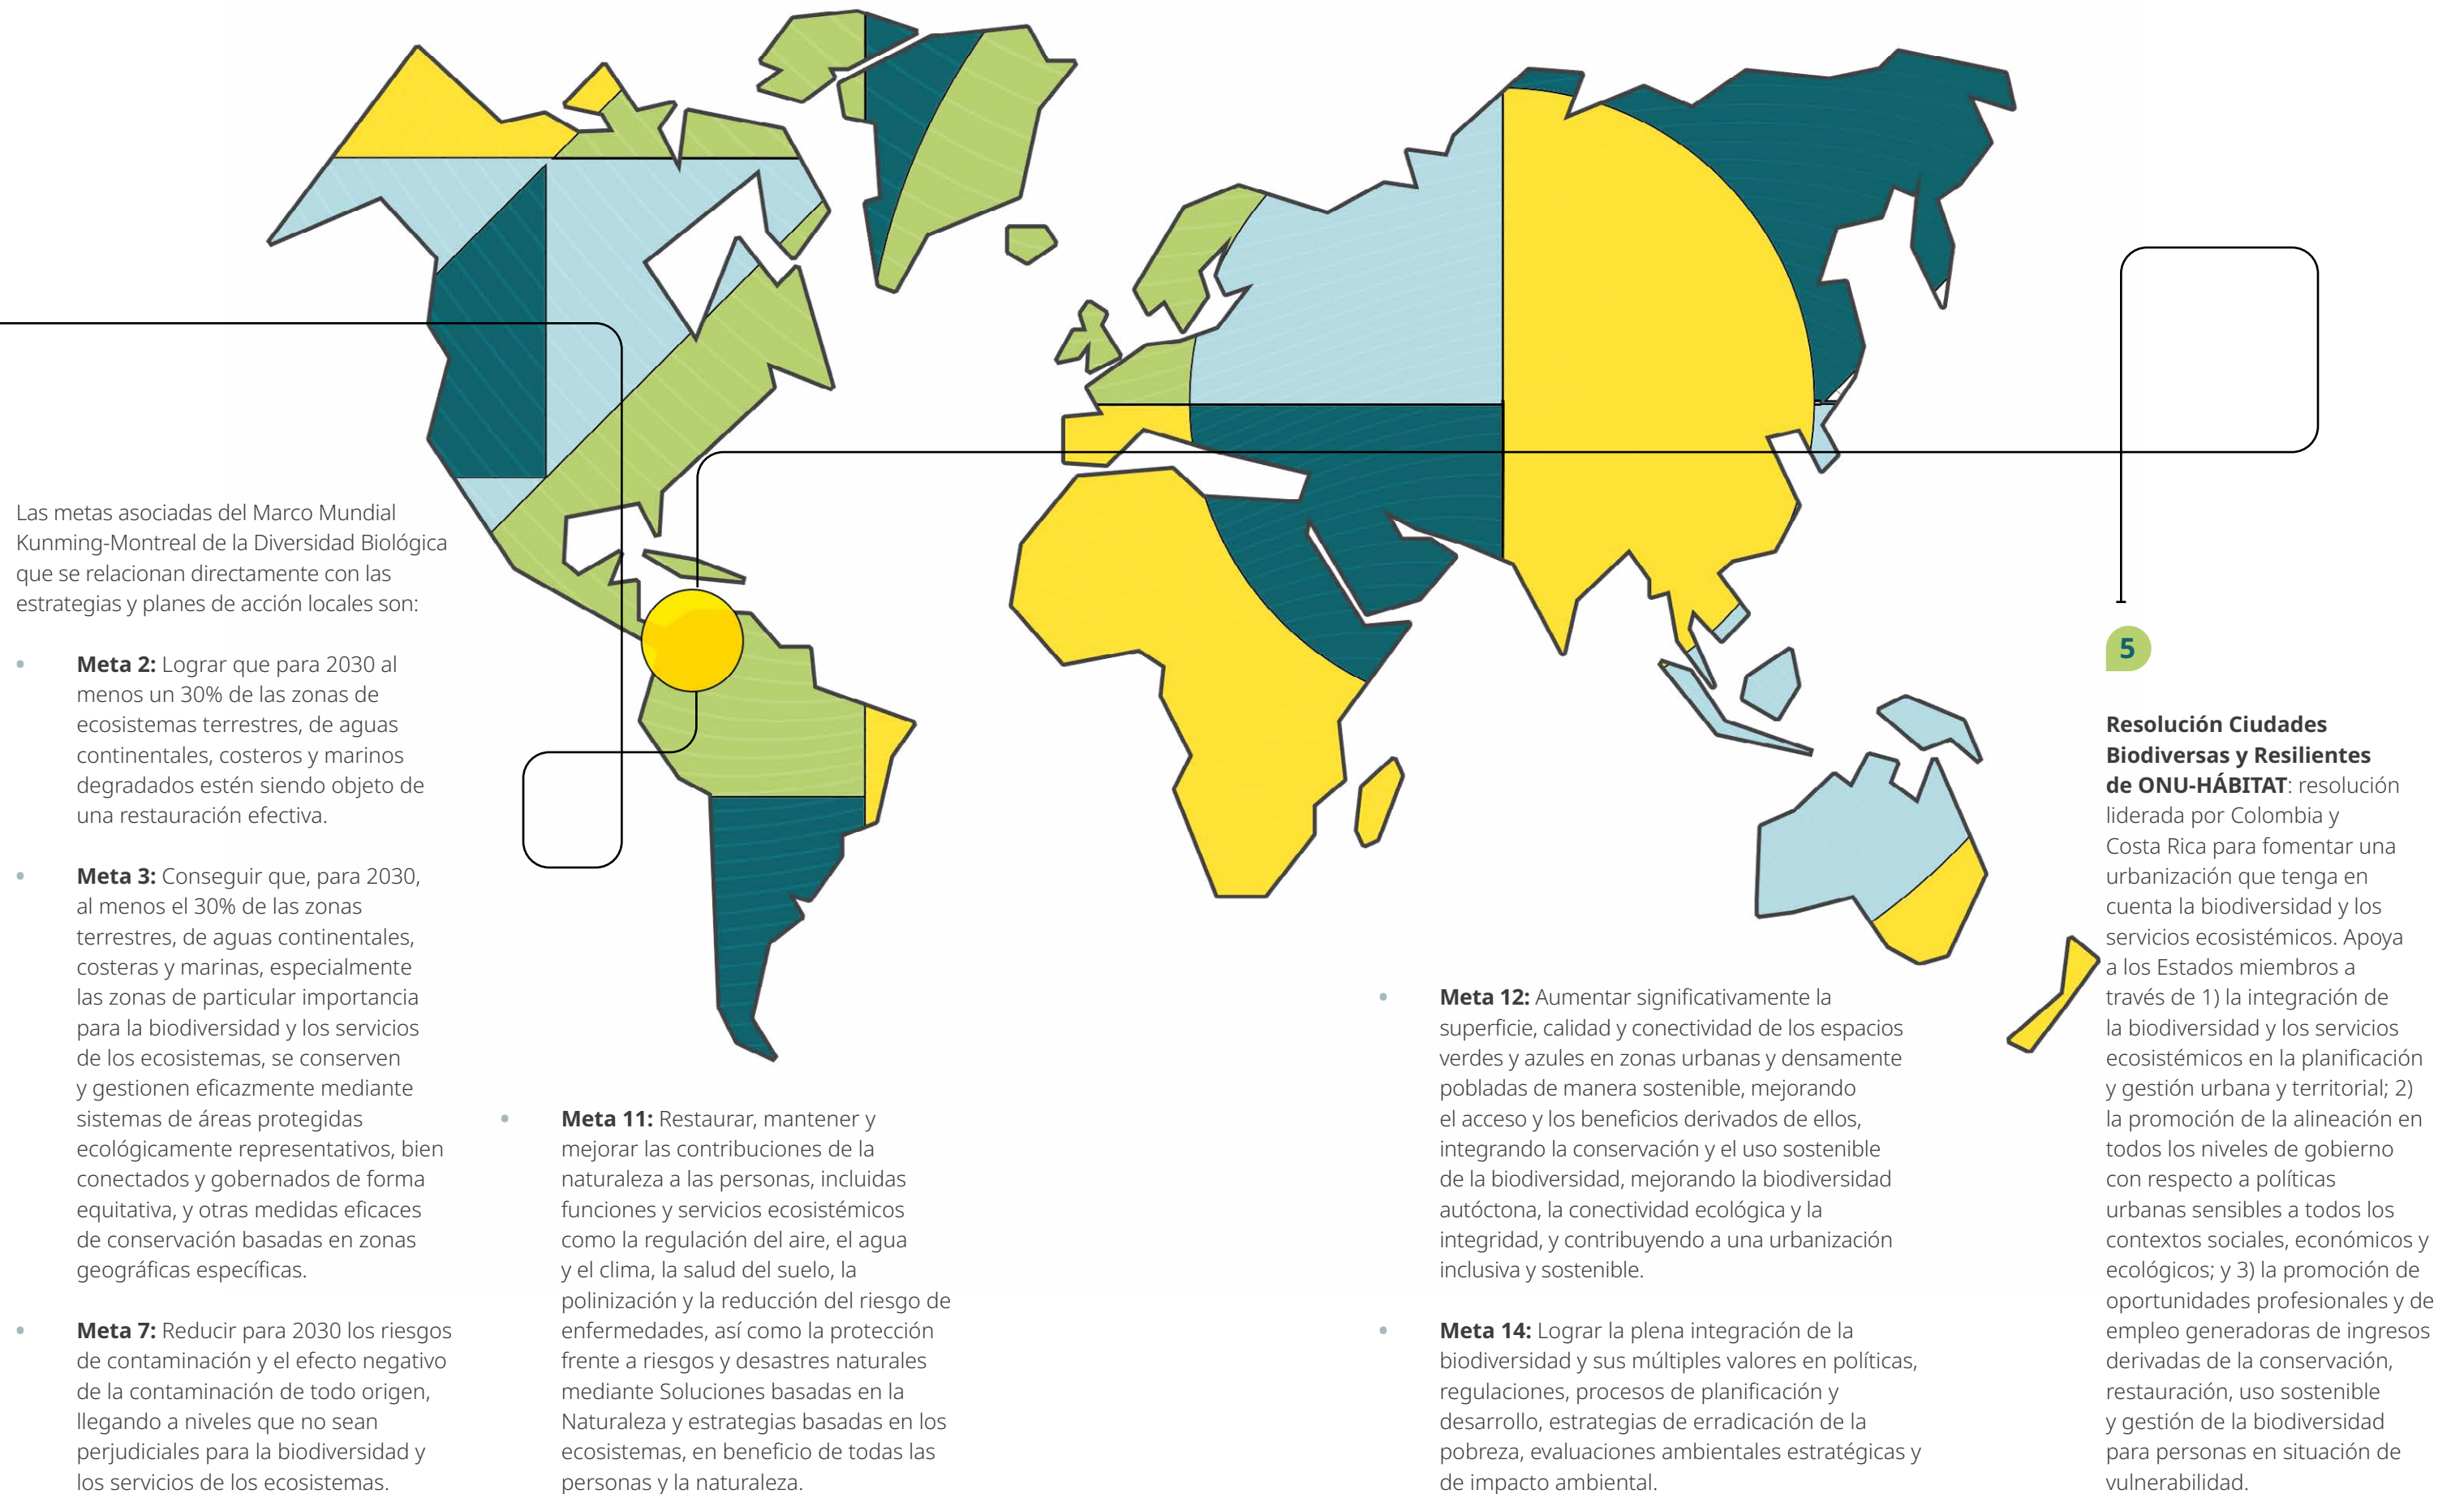 Las metas asociadas del Marco Mundial
Kunming-Montreal de la Diversidad Biológica
que se relacionan directamente con las
estrategias y planes de acción locales son:
• Meta 2: Lograr que para 2030 al
menos un 30% de las zonas de
ecosistemas terrestres, de aguas
continentales, costeros y marinos
degradados estén siendo objeto de
una restauración efectiva.
• Meta 3: Conseguir que, para 2030,
al menos el 30% de las zonas
terrestres, de aguas continentales,
costeras y marinas, especialmente
las zonas de particular importancia
para la biodiversidad y los servicios
de los ecosistemas, se conserven
y gestionen eficazmente mediante
sistemas de áreas protegidas
ecológicamente representativos, bien
conectados y gobernados de forma
equitativa, y otras medidas eficaces
de conservación basadas en zonas
geográficas específicas.
• Meta 7: Reducir para 2030 los riesgos
de contaminación y el efecto negativo
de la contaminación de todo origen,
llegando a niveles que no sean
perjudiciales para la biodiversidad y
los servicios de los ecosistemas.
• Meta 11: Restaurar, mantener y
mejorar las contribuciones de la
naturaleza a las personas, incluidas
funciones y servicios ecosistémicos
como la regulación del aire, el agua
y el clima, la salud del suelo, la
polinización y la reducción del riesgo de
enfermedades, así como la protección
frente a riesgos y desastres naturales
mediante Soluciones basadas en la
Naturaleza y estrategias basadas en los
ecosistemas, en beneficio de todas las
personas y la naturaleza.
• Meta 12: Aumentar significativamente la
superficie, calidad y conectividad de los espacios
verdes y azules en zonas urbanas y densamente
pobladas de manera sostenible, mejorando
el acceso y los beneficios derivados de ellos,
integrando la conservación y el uso sostenible
de la biodiversidad, mejorando la biodiversidad
autóctona, la conectividad ecológica y la
integridad, y contribuyendo a una urbanización
inclusiva y sostenible.
• Meta 14: Lograr la plena integración de la
biodiversidad y sus múltiples valores en políticas,
regulaciones, procesos de planificación y
desarrollo, estrategias de erradicación de la
pobreza, evaluaciones ambientales estratégicas y
de impacto ambiental.
5
Resolución Ciudades
Biodiversas y Resilientes
de ONU-HÁBITAT: resolución
liderada por Colombia y
Costa Rica para fomentar una
urbanización que tenga en
cuenta la biodiversidad y los
servicios ecosistémicos. Apoya
a los Estados miembros a
través de 1) la integración de
la biodiversidad y los servicios
ecosistémicos en la planificación
y gestión urbana y territorial; 2)
la promoción de la alineación en
todos los niveles de gobierno
con respecto a políticas
urbanas sensibles a todos los
contextos sociales, económicos y
ecológicos; y 3) la promoción de
oportunidades profesionales y de
empleo generadoras de ingresos
derivadas de la conservación,
restauración, uso sostenible
y gestión de la biodiversidad
para personas en situación de
vulnerabilidad.